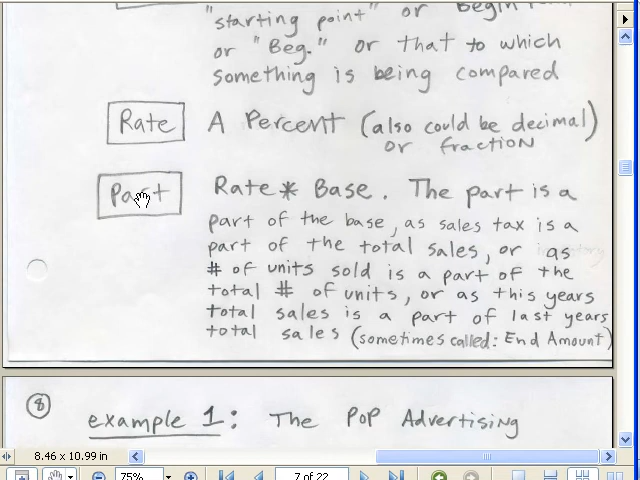 "starting point" or Begin
or "Beg." or that to which
something is being compared
Rate A Percent (also could be decimal)
or fraction
Part Rate * Base. The part is a
part of the base, as sales tax is a
part of the total sales, or as
# of units sold is a part of the
total # of units, or as this years
total sales is a part of last years
total sales (sometimes called: End Amount)
8 example 1: The POP Advertising
8.46 x 10.99 in
75% 7 of 22